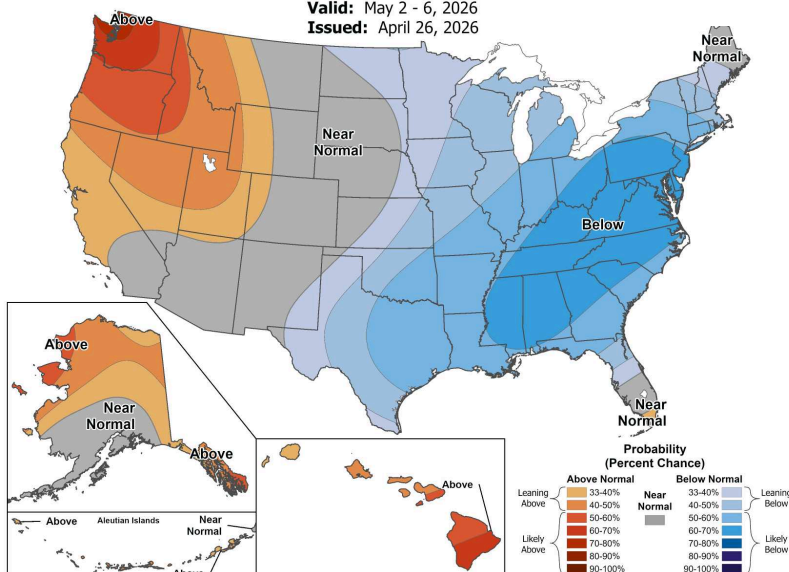 Valid: May 2 - 6, 2026
Issued: April 26, 2026
Above
Near
Normal
Near
Normal
Below
Above
Near
Normal
Above
Near
Normal
Above
Above
Aleutian Islands
Near
Normal
Probability
(Percent Chance)
Above Normal
Below Normal
Leaning
Above
33-40%
40-50%
Near
Normal
33-40%
40-50%
Leaning
Below
Likely
Above
50-60%
60-70%
70-80%
80-90%
90-100%
50-60%
60-70%
70-80%
80-90%
90-100%
Likely
Below